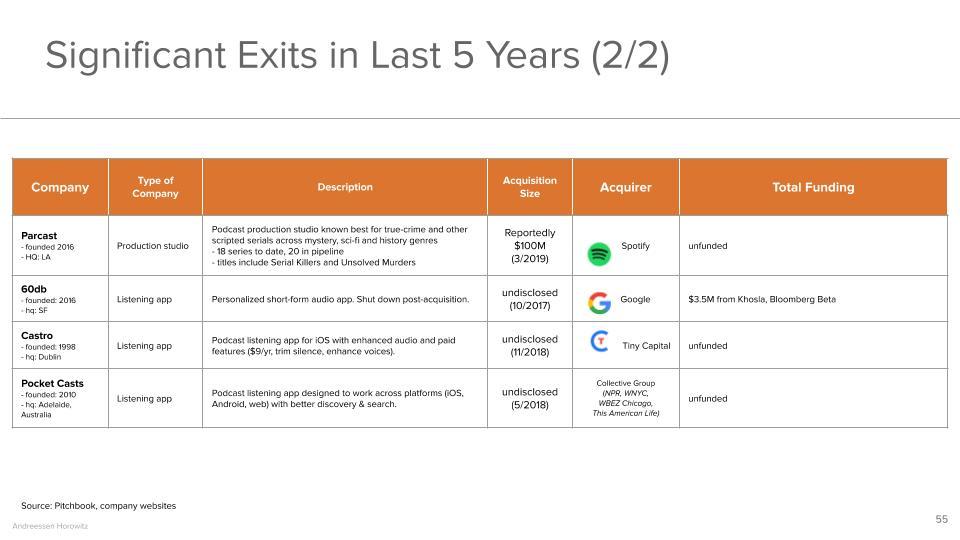 Significant Exits in Last 5 Years (2/2)
Company
Type of
Company
Description
Acquisition
Size
Acquirer
Total Funding
Parcast
- founded 2016
- HQ: LA
Production studio
Podcast production studio known best for true-crime and other
scripted serials across mystery, sci-fi and history genres
- 18 series to date, 20 in pipeline
- titles include Serial Killers and Unsolved Murders
Reportedly
$100M
(3/2019)
Spotify
unfunded
60db
- founded: 2016
- hq: SF
Listening app
Personalized short-form audio app. Shut down post-acquisition.
undisclosed
(10/2017)
Google
$3.5M from Khosla, Bloomberg Beta
Castro
- founded: 1998
- hq: Dublin
Listening app
Podcast listening app for iOS with enhanced audio and paid
features ($9/yr, trim silence, enhance voices).
undisclosed
(11/2018)
T
Tiny Capital
unfunded
Pocket Casts
- founded: 2010
- hq: Adelaide,
Australia
Listening app
Podcast listening app designed to work across platforms (iOS,
Android, web) with better discovery & search.
undisclosed
(5/2018)
Collective Group
(NPR, WNYC,
WBEZ Chicago,
This American Life)
unfunded
Source: Pitchbook, company websites
Andreessen Horowitz
55